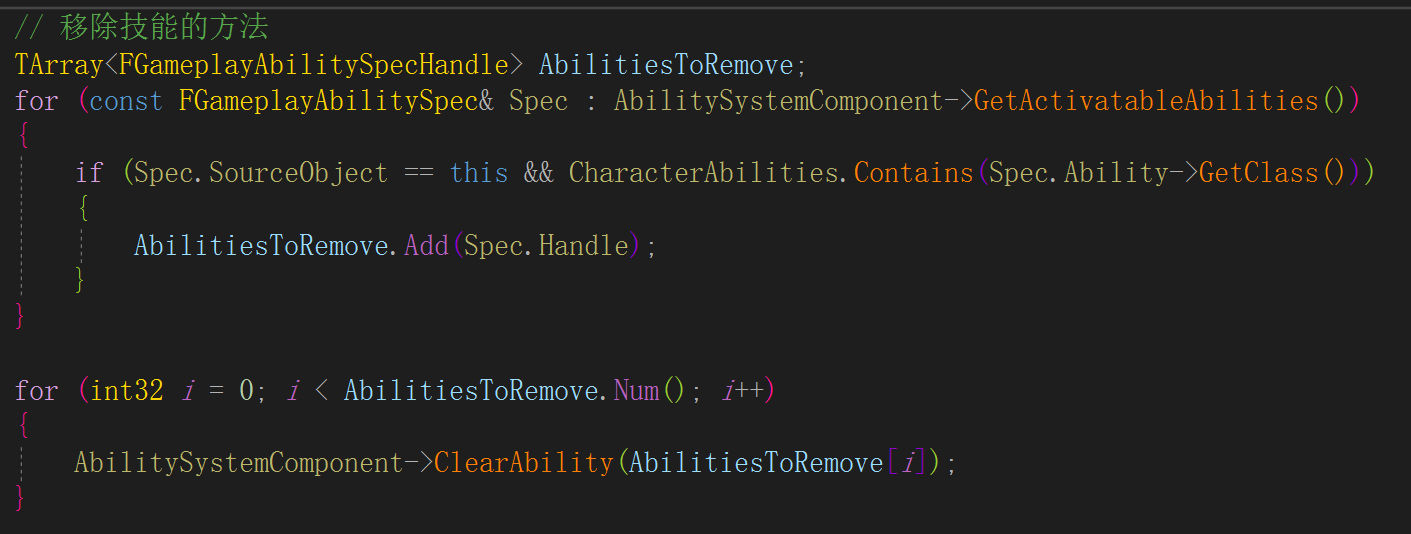 // 移除技能的方法
TArray<FGameplayAbilitySpecHandle> AbilitiesToRemove;
for (const FGameplayAbilitySpec& Spec : AbilitySystemComponent->GetActivatableAbilities())
{
    if (Spec.SourceObject == this && CharacterAbilities.Contains(Spec.Ability->GetClass()))
    {
        AbilitiesToRemove.Add(Spec.Handle);
    }
}

for (int32 i = 0; i < AbilitiesToRemove.Num(); i++)
{
    AbilitySystemComponent->ClearAbility(AbilitiesToRemove[i]);
}